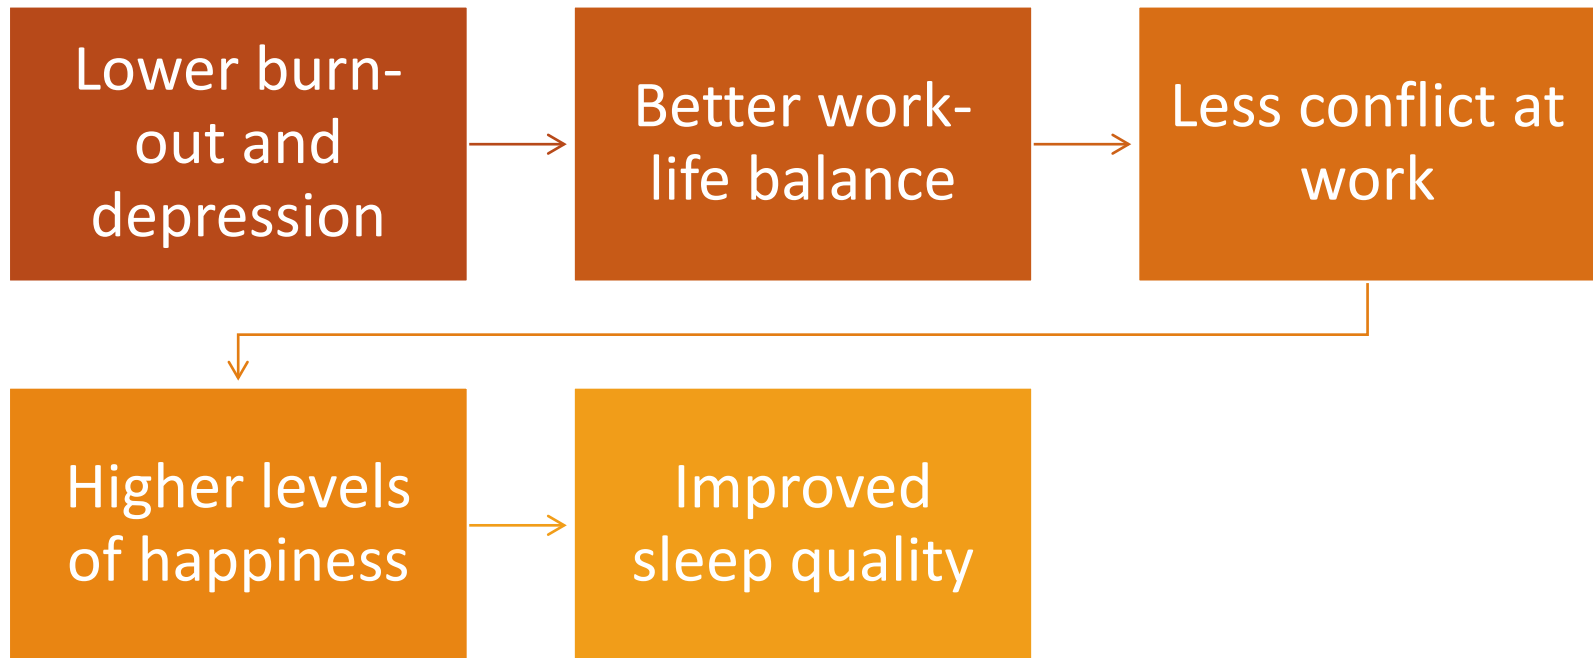 Lower burn-
out and
depression
Better work-
life balance
Less conflict at
work
Higher levels
of happiness
Improved
sleep quality